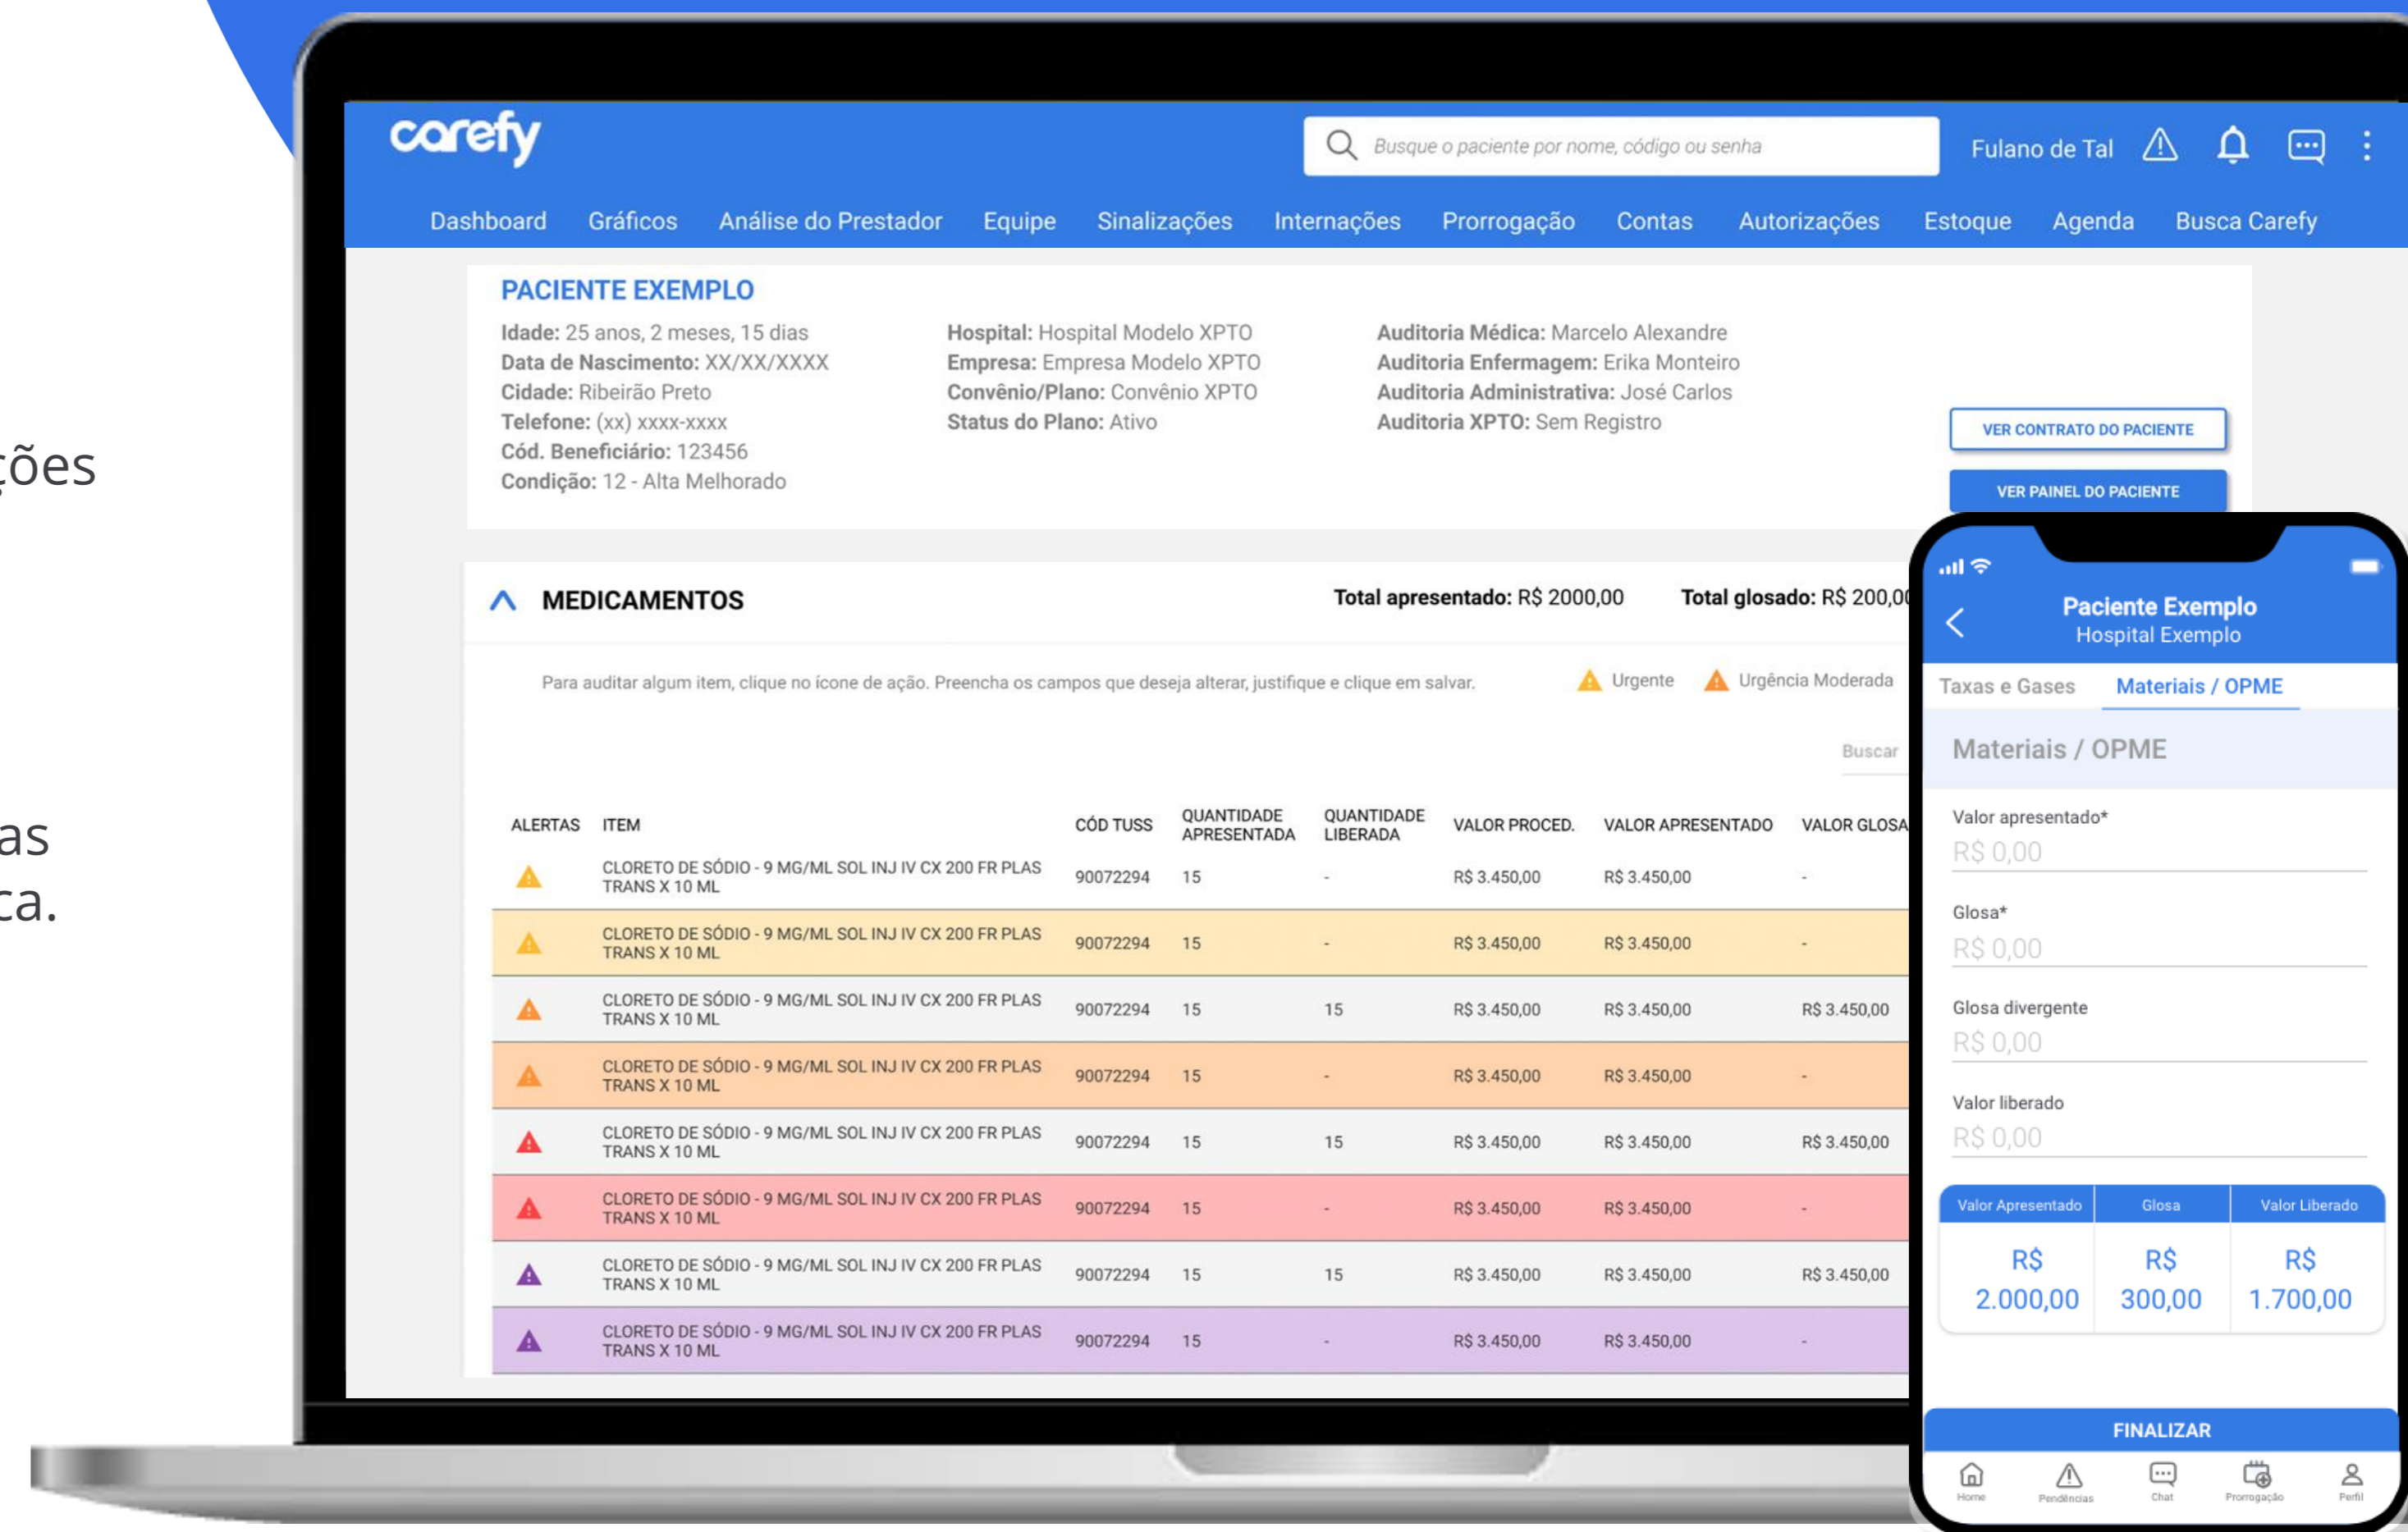 ções
as
ca.
carefy
Busque o paciente por nome, código ou senha
Fulano de Tal
Dashboard Gráficos Análise do Prestador Equipe Sinalizações Internações Prorrogação Contas Autorizações Estoque Agenda Busca Carefy
PACIENTE EXEMPLO
Idade: 25 anos, 2 meses, 15 dias
Data de Nascimento: XX/XX/XXXX
Cidade: Ribeirão Preto
Telefone: (xx) xxxx-xxxx
Cód. Beneficiário: 123456
Condição: 12 - Alta Melhorado
Hospital: Hospital Modelo XPTO
Empresa: Empresa Modelo XPTO
Convênio/Plano: Convênio XPTO
Status do Plano: Ativo
Auditoria Médica: Marcelo Alexandre
Auditoria Enfermagem: Erika Monteiro
Auditoria Administrativa: José Carlos
Auditoria XPTO: Sem Registro
VER CONTRATO DO PACIENTE
VER PAINEL DO PACIENTE
MEDICAMENTOS Total apresentado: R$ 2000,00 Total glosado: R$ 200,00
Para auditar algum item, clique no ícone de ação. Preencha os campos que deseja alterar, justifique e clique em salvar. Urgente Urgência Moderada
Buscar
ALERTAS ITEM CÓD TUSS QUANTIDADE APRESENTADA QUANTIDADE LIBERADA VALOR PROCED. VALOR APRESENTADO VALOR GLOSA
CLORETO DE SÓDIO - 9 MG/ML SOL INJ IV CX 200 FR PLAS
TRANS X 10 ML
90072294 15 - R$ 3.450,00 R$ 3.450,00 -
CLORETO DE SÓDIO - 9 MG/ML SOL INJ IV CX 200 FR PLAS
TRANS X 10 ML
90072294 15 - R$ 3.450,00 R$ 3.450,00 -
CLORETO DE SÓDIO - 9 MG/ML SOL INJ IV CX 200 FR PLAS
TRANS X 10 ML
90072294 15 15 R$ 3.450,00 R$ 3.450,00 R$ 3.450,00
CLORETO DE SÓDIO - 9 MG/ML SOL INJ IV CX 200 FR PLAS
TRANS X 10 ML
90072294 15 - R$ 3.450,00 R$ 3.450,00 -
CLORETO DE SÓDIO - 9 MG/ML SOL INJ IV CX 200 FR PLAS
TRANS X 10 ML
90072294 15 15 R$ 3.450,00 R$ 3.450,00 R$ 3.450,00
CLORETO DE SÓDIO - 9 MG/ML SOL INJ IV CX 200 FR PLAS
TRANS X 10 ML
90072294 15 - R$ 3.450,00 R$ 3.450,00 -
CLORETO DE SÓDIO - 9 MG/ML SOL INJ IV CX 200 FR PLAS
TRANS X 10 ML
90072294 15 15 R$ 3.450,00 R$ 3.450,00 R$ 3.450,00
CLORETO DE SÓDIO - 9 MG/ML SOL INJ IV CX 200 FR PLAS
TRANS X 10 ML
90072294 15 - R$ 3.450,00 R$ 3.450,00 -
Paciente Exemplo
Hospital Exemplo
Taxas e Gases Materiais / OPME
Materiais / OPME
Valor apresentado*
R$ 0,00
Glosa*
R$ 0,00
Glosa divergente
R$ 0,00
Valor liberado
R$ 0,00
Valor Apresentado Glosa Valor Liberado
R$ R$ R$
2.000,00 300,00 1.700,00
FINALIZAR
Home Pendências Chat Prorrogação Perfil